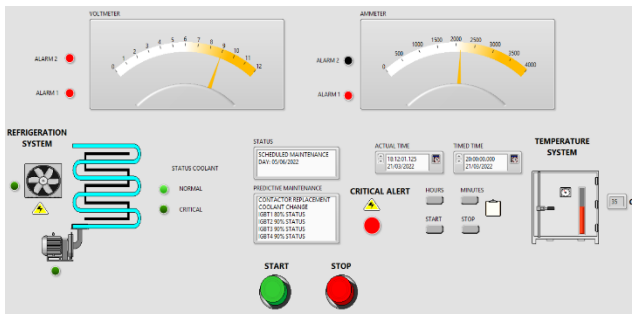 VOLTMETER
AMMETER
ALARM 2
ALARM 1
0 1 2 3 4 5 6 7 8 9 10 11 12
ALARM 2
ALARM 1
0 500 1000 1500 2000 2500 3000 3500 4000
REFRIGERATION
SYSTEM
STATUS COOLANT
NORMAL
CRITICAL
STATUS
SCHEDULED MAINTENANCE
DAY: 05/06/2022
PREDICTIVE MAINTENANCE
CONTACTOR REPLACEMENT
COOLANT CHANGE
IGBT1 80% STATUS
IGBT2 90% STATUS
IGBT3 90% STATUS
IGBT4 90% STATUS
ACTUAL TIME
10:12:01.125
21/03/2022
TIMED TIME
20:00:00.000
21/03/2022
CRITICAL ALERT
HOURS
MINUTES
START
STOP
TEMPERATURE
SYSTEM
35
START
STOP